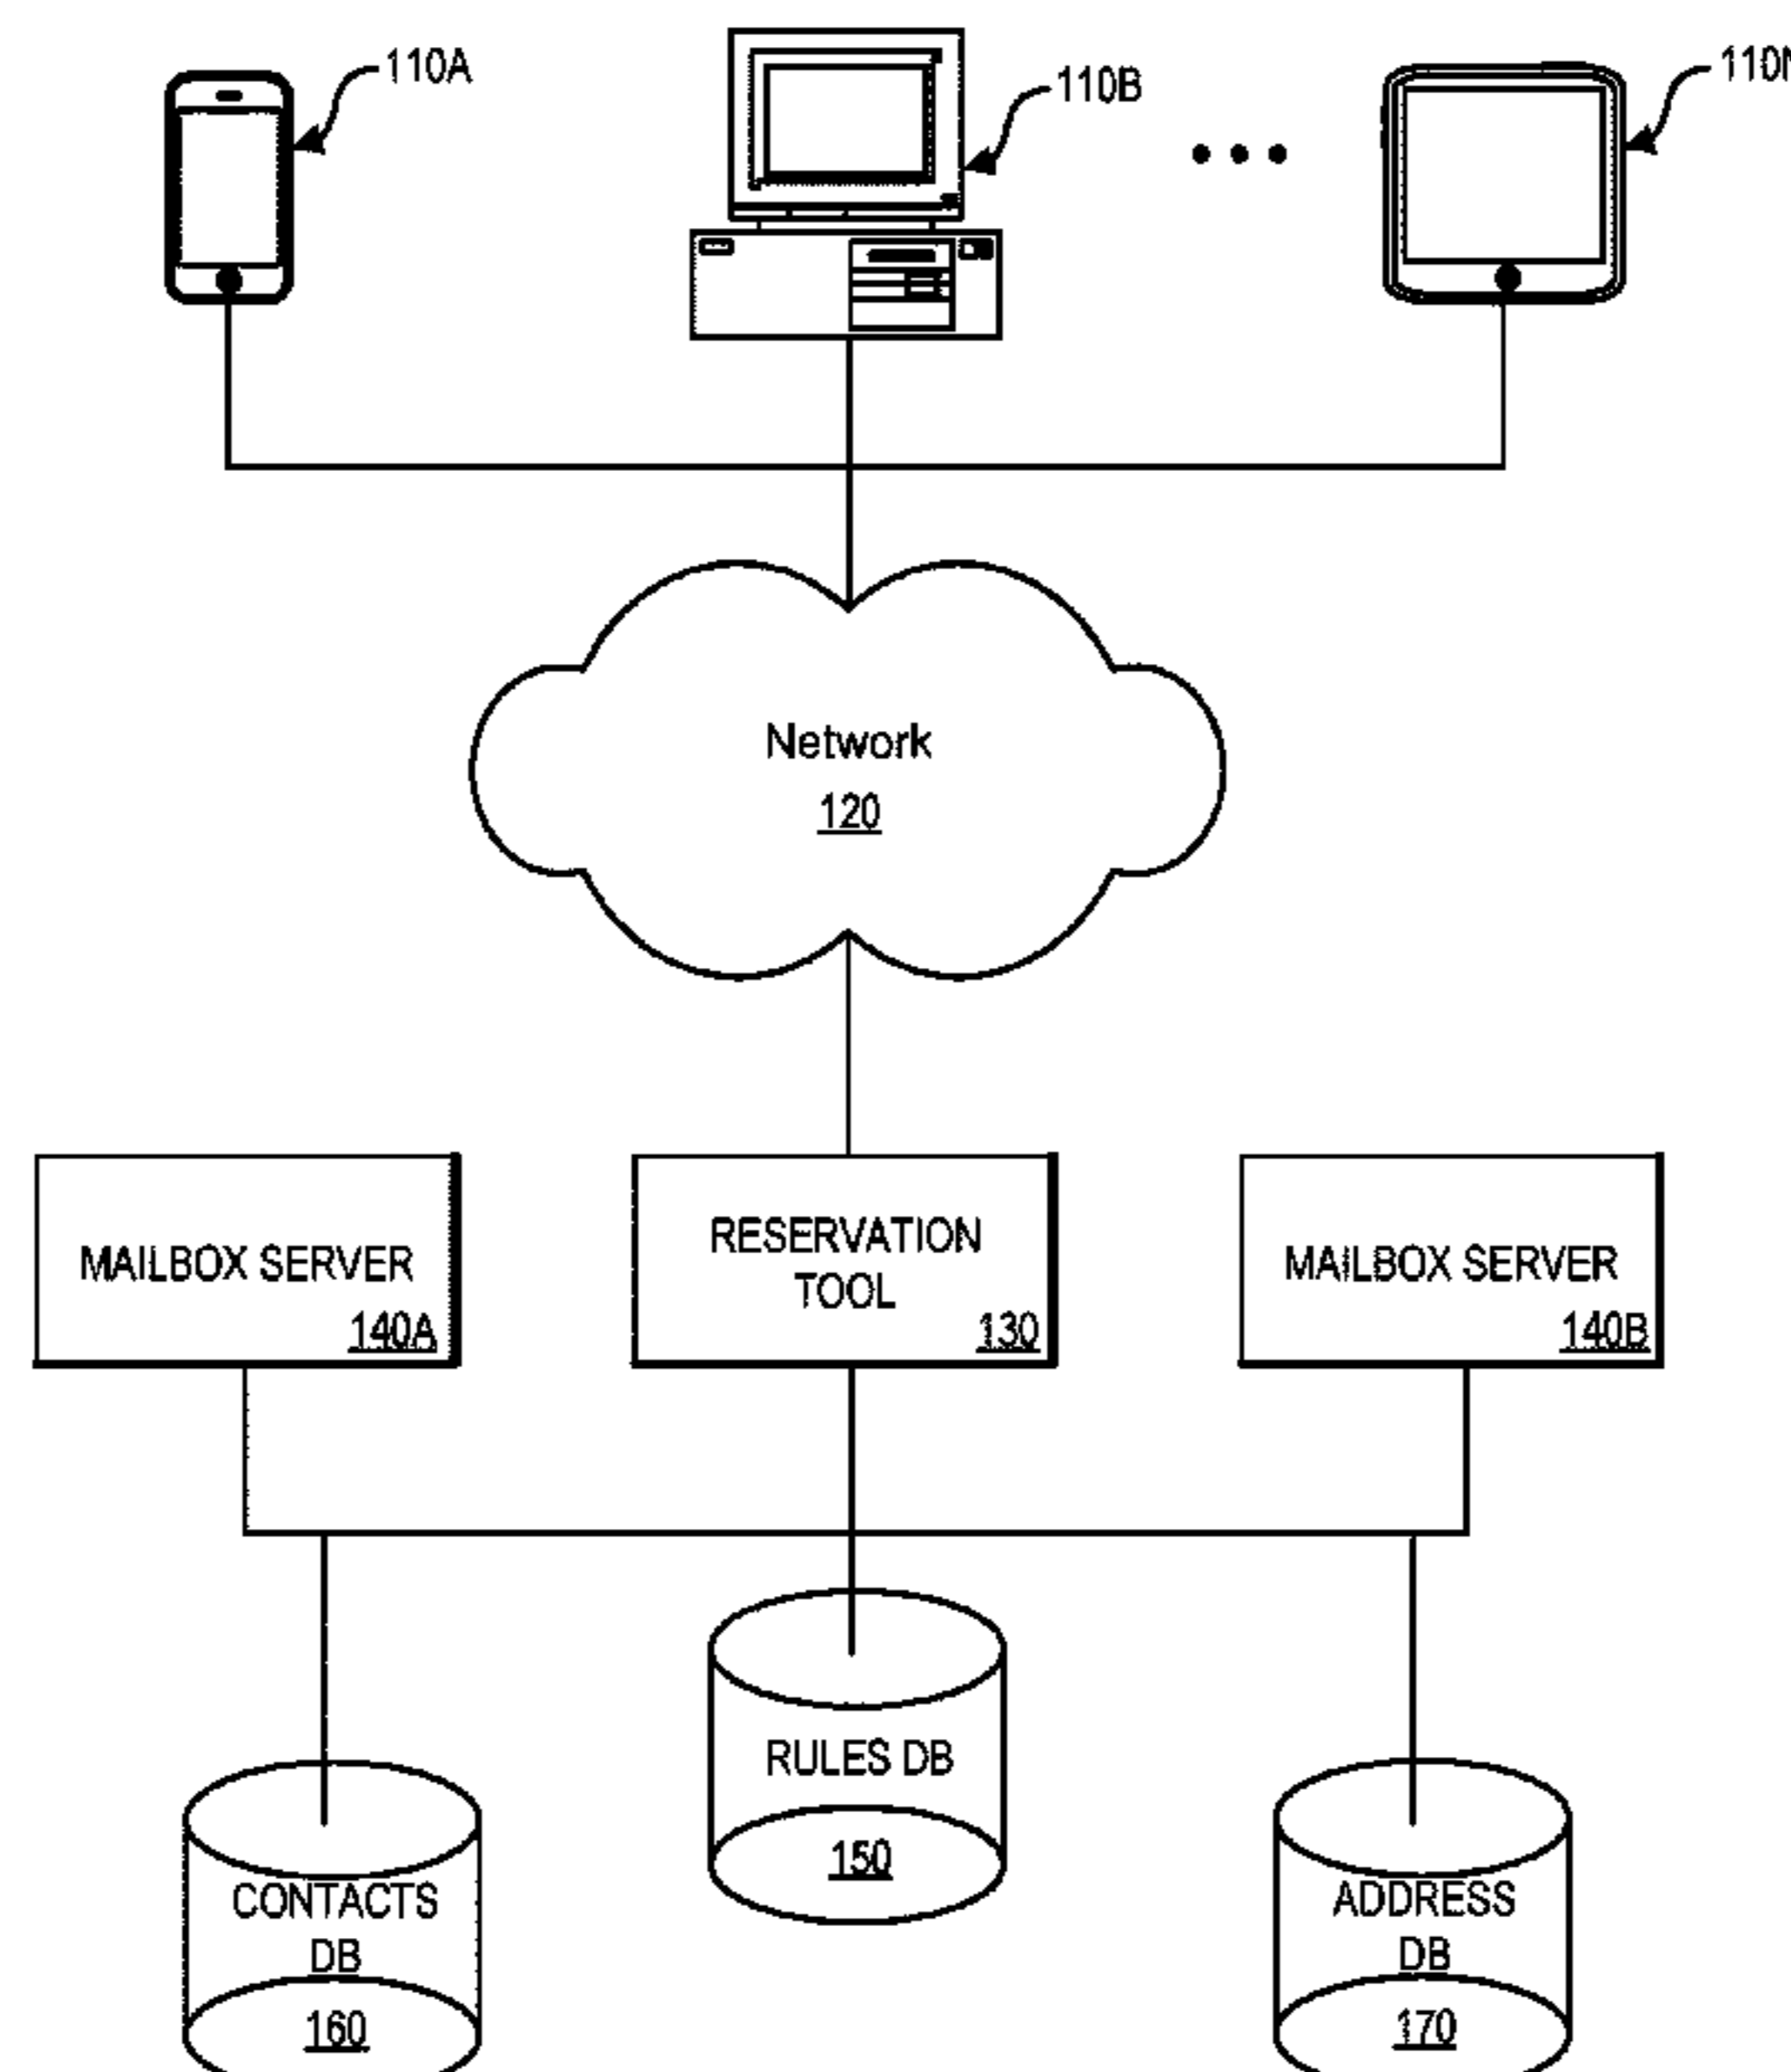 110A
110B
110N
Network
120
MAILBOX SERVER
140A
RESERVATION
TOOL
130
MAILBOX SERVER
140B
RULES DB
150
CONTACTS
DB
160
ADDRESS
DB
170